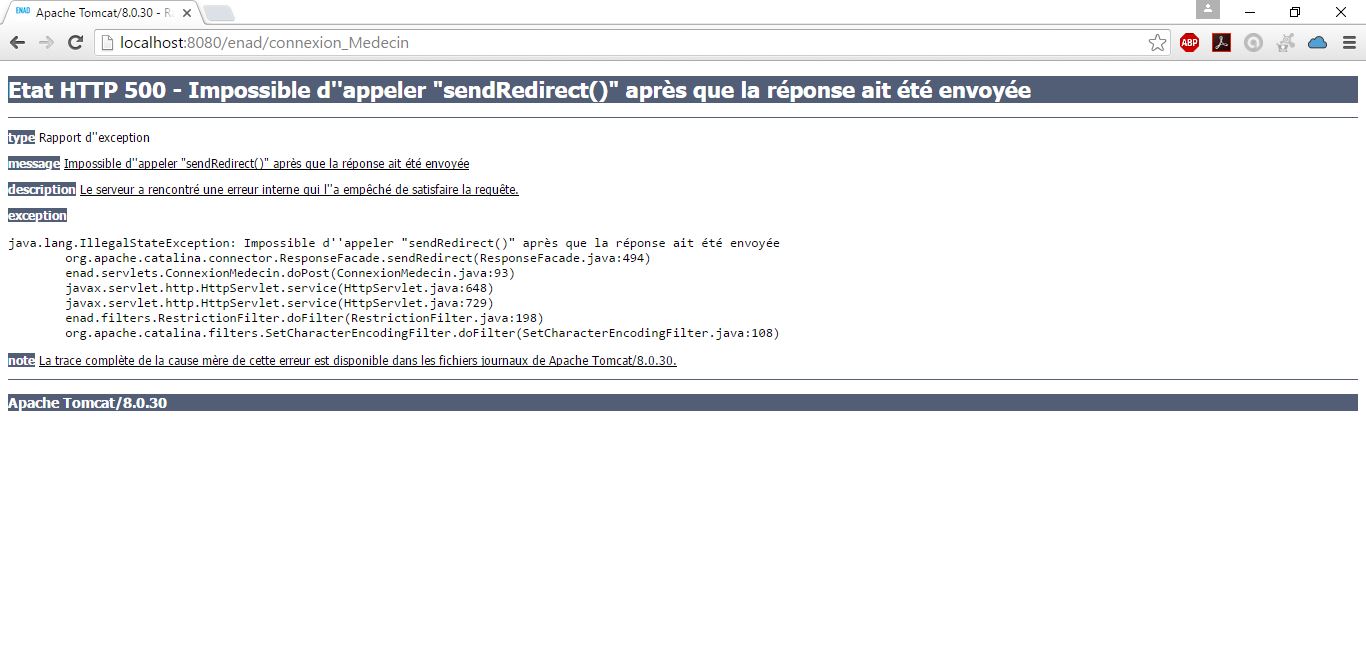 ENAD Apache Tomcat/8.0.30 - R
localhost:8080/enad/connexion_Medecin
ABP
Etat HTTP 500 - Impossible d''appeler "sendRedirect()" après que la réponse ait été envoyée
type Rapport d''exception
message Impossible d''appeler "sendRedirect()" après que la réponse ait été envoyée
description Le serveur a rencontré une erreur interne qui l''a empêché de satisfaire la requête.
exception
java.lang.IllegalStateException: Impossible d''appeler "sendRedirect()" après que la réponse ait été envoyée
org.apache.catalina.connector.ResponseFacade.sendRedirect(ResponseFacade.java:494)
enad.servlets.ConnexionMedecin.doPost(ConnexionMedecin.java:93)
javax.servlet.http.HttpServlet.service(HttpServlet.java:648)
javax.servlet.http.HttpServlet.service(HttpServlet.java:729)
enad.filters.RestrictionFilter.doFilter(RestrictionFilter.java:198)
org.apache.catalina.filters.SetCharacterEncodingFilter.doFilter(SetCharacterEncodingFilter.java:108)
note La trace complète de la cause mère de cette erreur est disponible dans les fichiers journaux de Apache Tomcat/8.0.30.
Apache Tomcat/8.0.30